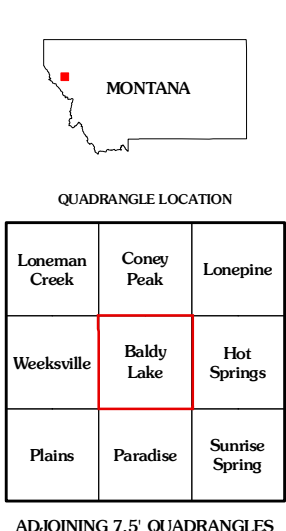 MONTANA
QUADRANGLE LOCATION
Loneman
Creek
Coney
Peak
Lonepine
Weeksville
Baldy
Lake
Hot
Springs
Plains
Paradise
Sunrise
Spring
ADJOINING 7.5' QUADRANGLES